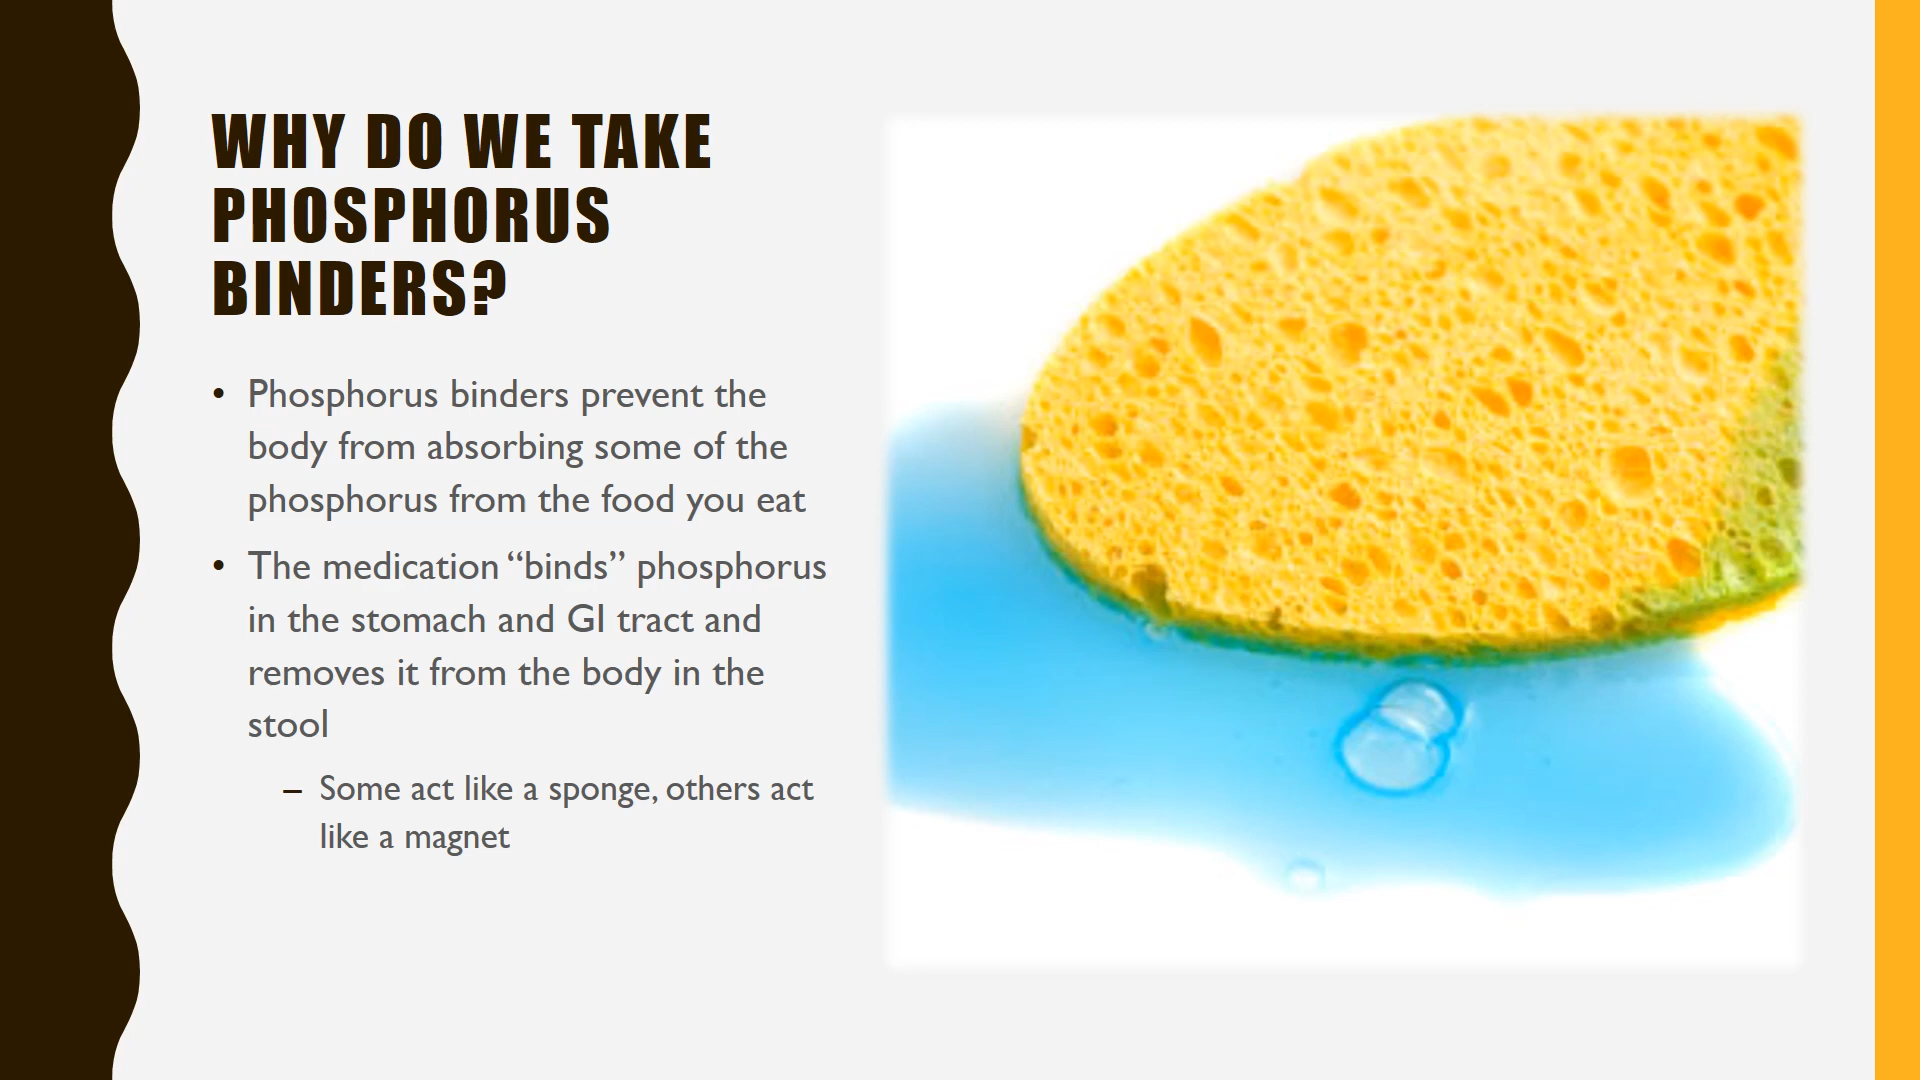 WHY DO WE TAKE
PHOSPHORUS
BINDERS?
• Phosphorus binders prevent the
body from absorbing some of the
phosphorus from the food you eat
• The medication “binds” phosphorus
in the stomach and GI tract and
removes it from the body in the
stool
– Some act like a sponge, others act
like a magnet